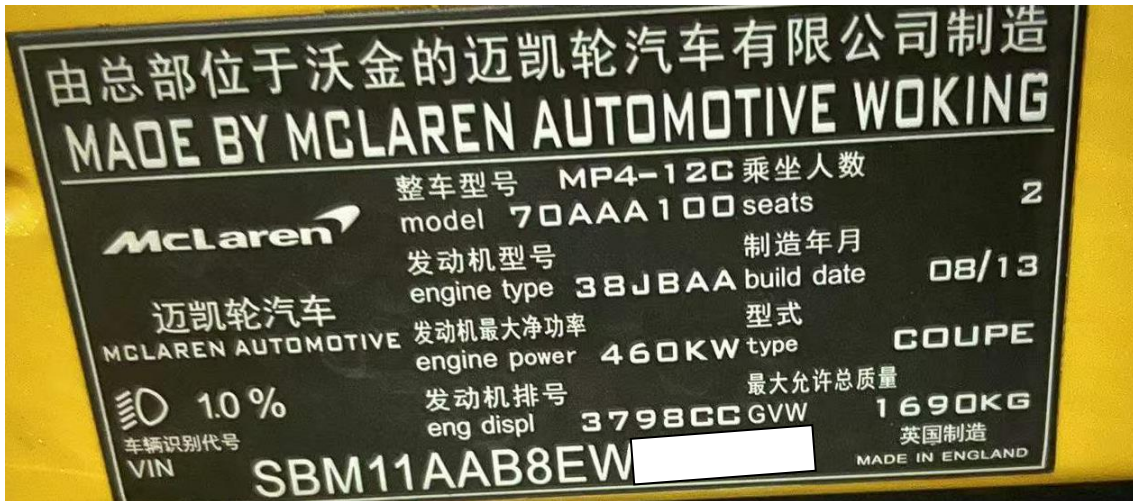 由总部位于沃金的迈凯轮汽车有限公司制造
MADE BY MCLAREN AUTOMOTIVE WOKING
McLaren
迈凯轮汽车
MCLAREN AUTOMOTIVE
1.0 %
整车型号 MP4-12C
model 70AAA100
乘坐人数
seats 2
发动机型号
engine type 38JBAA
制造年月
build date 08/13
发动机最大净功率
engine power 460KW
型式
type COUPE
发动机排号
eng displ 3798CC
最大允许总质量
GVW 1690KG
车辆识别代号
VIN SBM11AAB8EW
英国制造
MADE IN ENGLAND